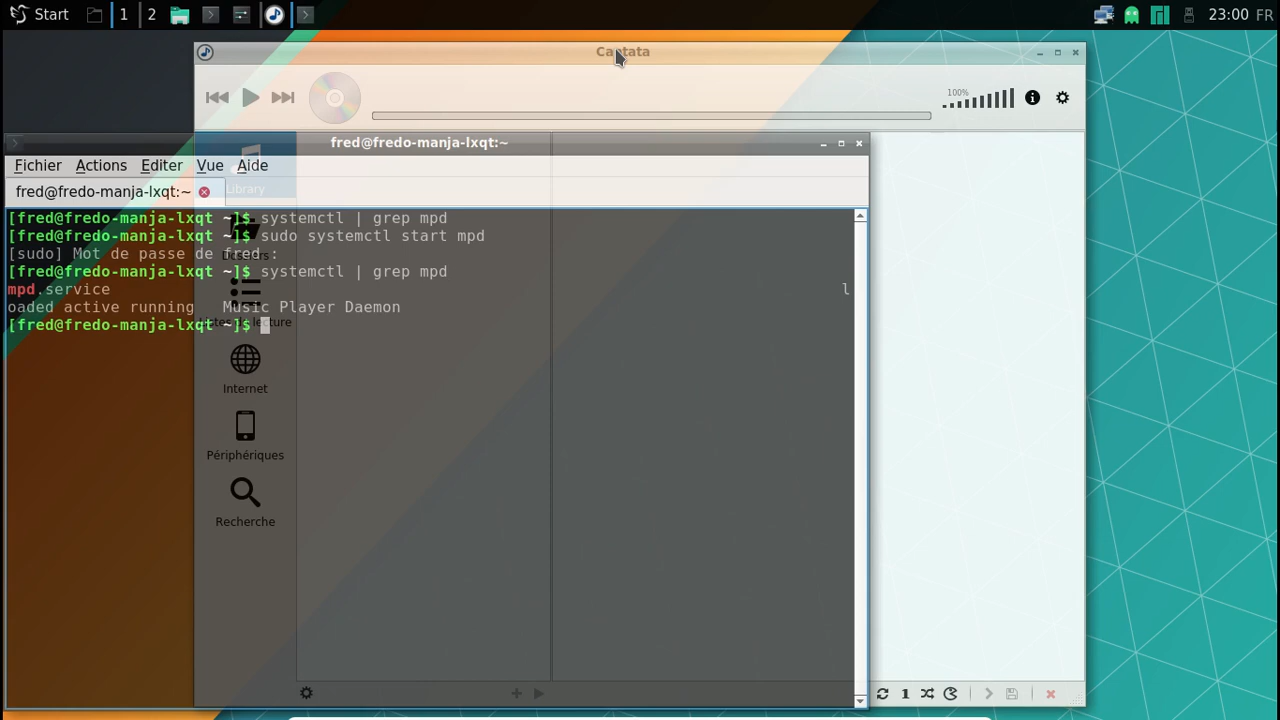 Start 1 2 23:00 FR
Cantata
100%
fred@fredo-manja-lxqt:~
Fichier Actions Editer Vue Aide
fred@fredo-manja-lxqt:~
Library
[fred@fredo-manja-lxqt ~]$ systemctl | grep mpd
[fred@fredo-manja-lxqt ~]$ sudo systemctl start mpd
[sudo] Mot de passe de fred :
[fred@fredo-manja-lxqt ~]$ systemctl | grep mpd
mpd.service l
oaded active running Music Player Daemon
[fred@fredo-manja-lxqt ~]$
Internet
Périphériques
Recherche
1